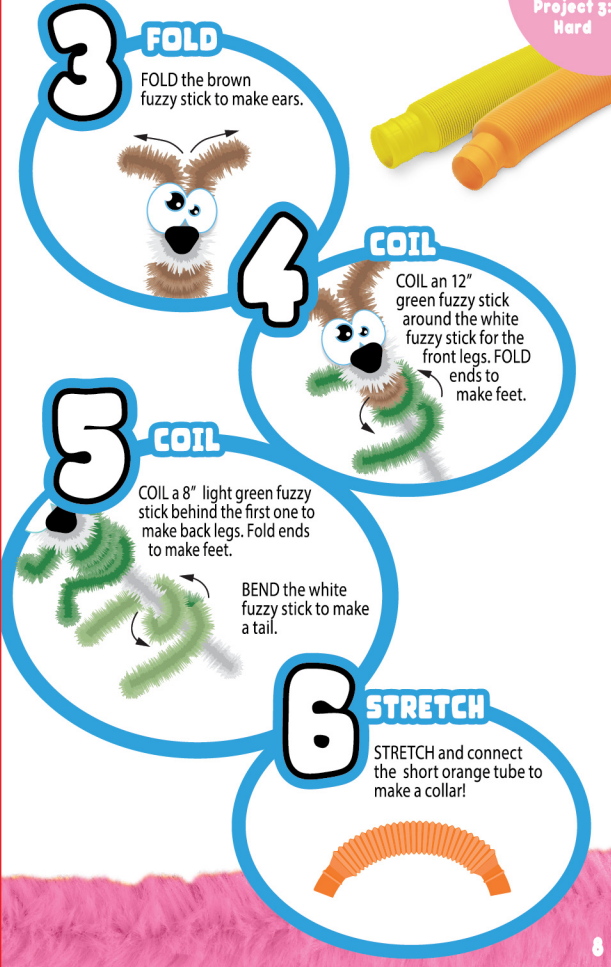 Project 3:
Hard
3
FOLD
FOLD the brown
fuzzy stick to make ears.
4
COIL
COIL an 12"
green fuzzy stick
around the white
fuzzy stick for the
front legs. FOLD
ends to
make feet.
5
COIL
COIL a 8" light green fuzzy
stick behind the first one to
make back legs. Fold ends
to make feet.
BEND the white
fuzzy stick to make
a tail.
6
STRETCH
STRETCH and connect
the short orange tube to
make a collar!
8